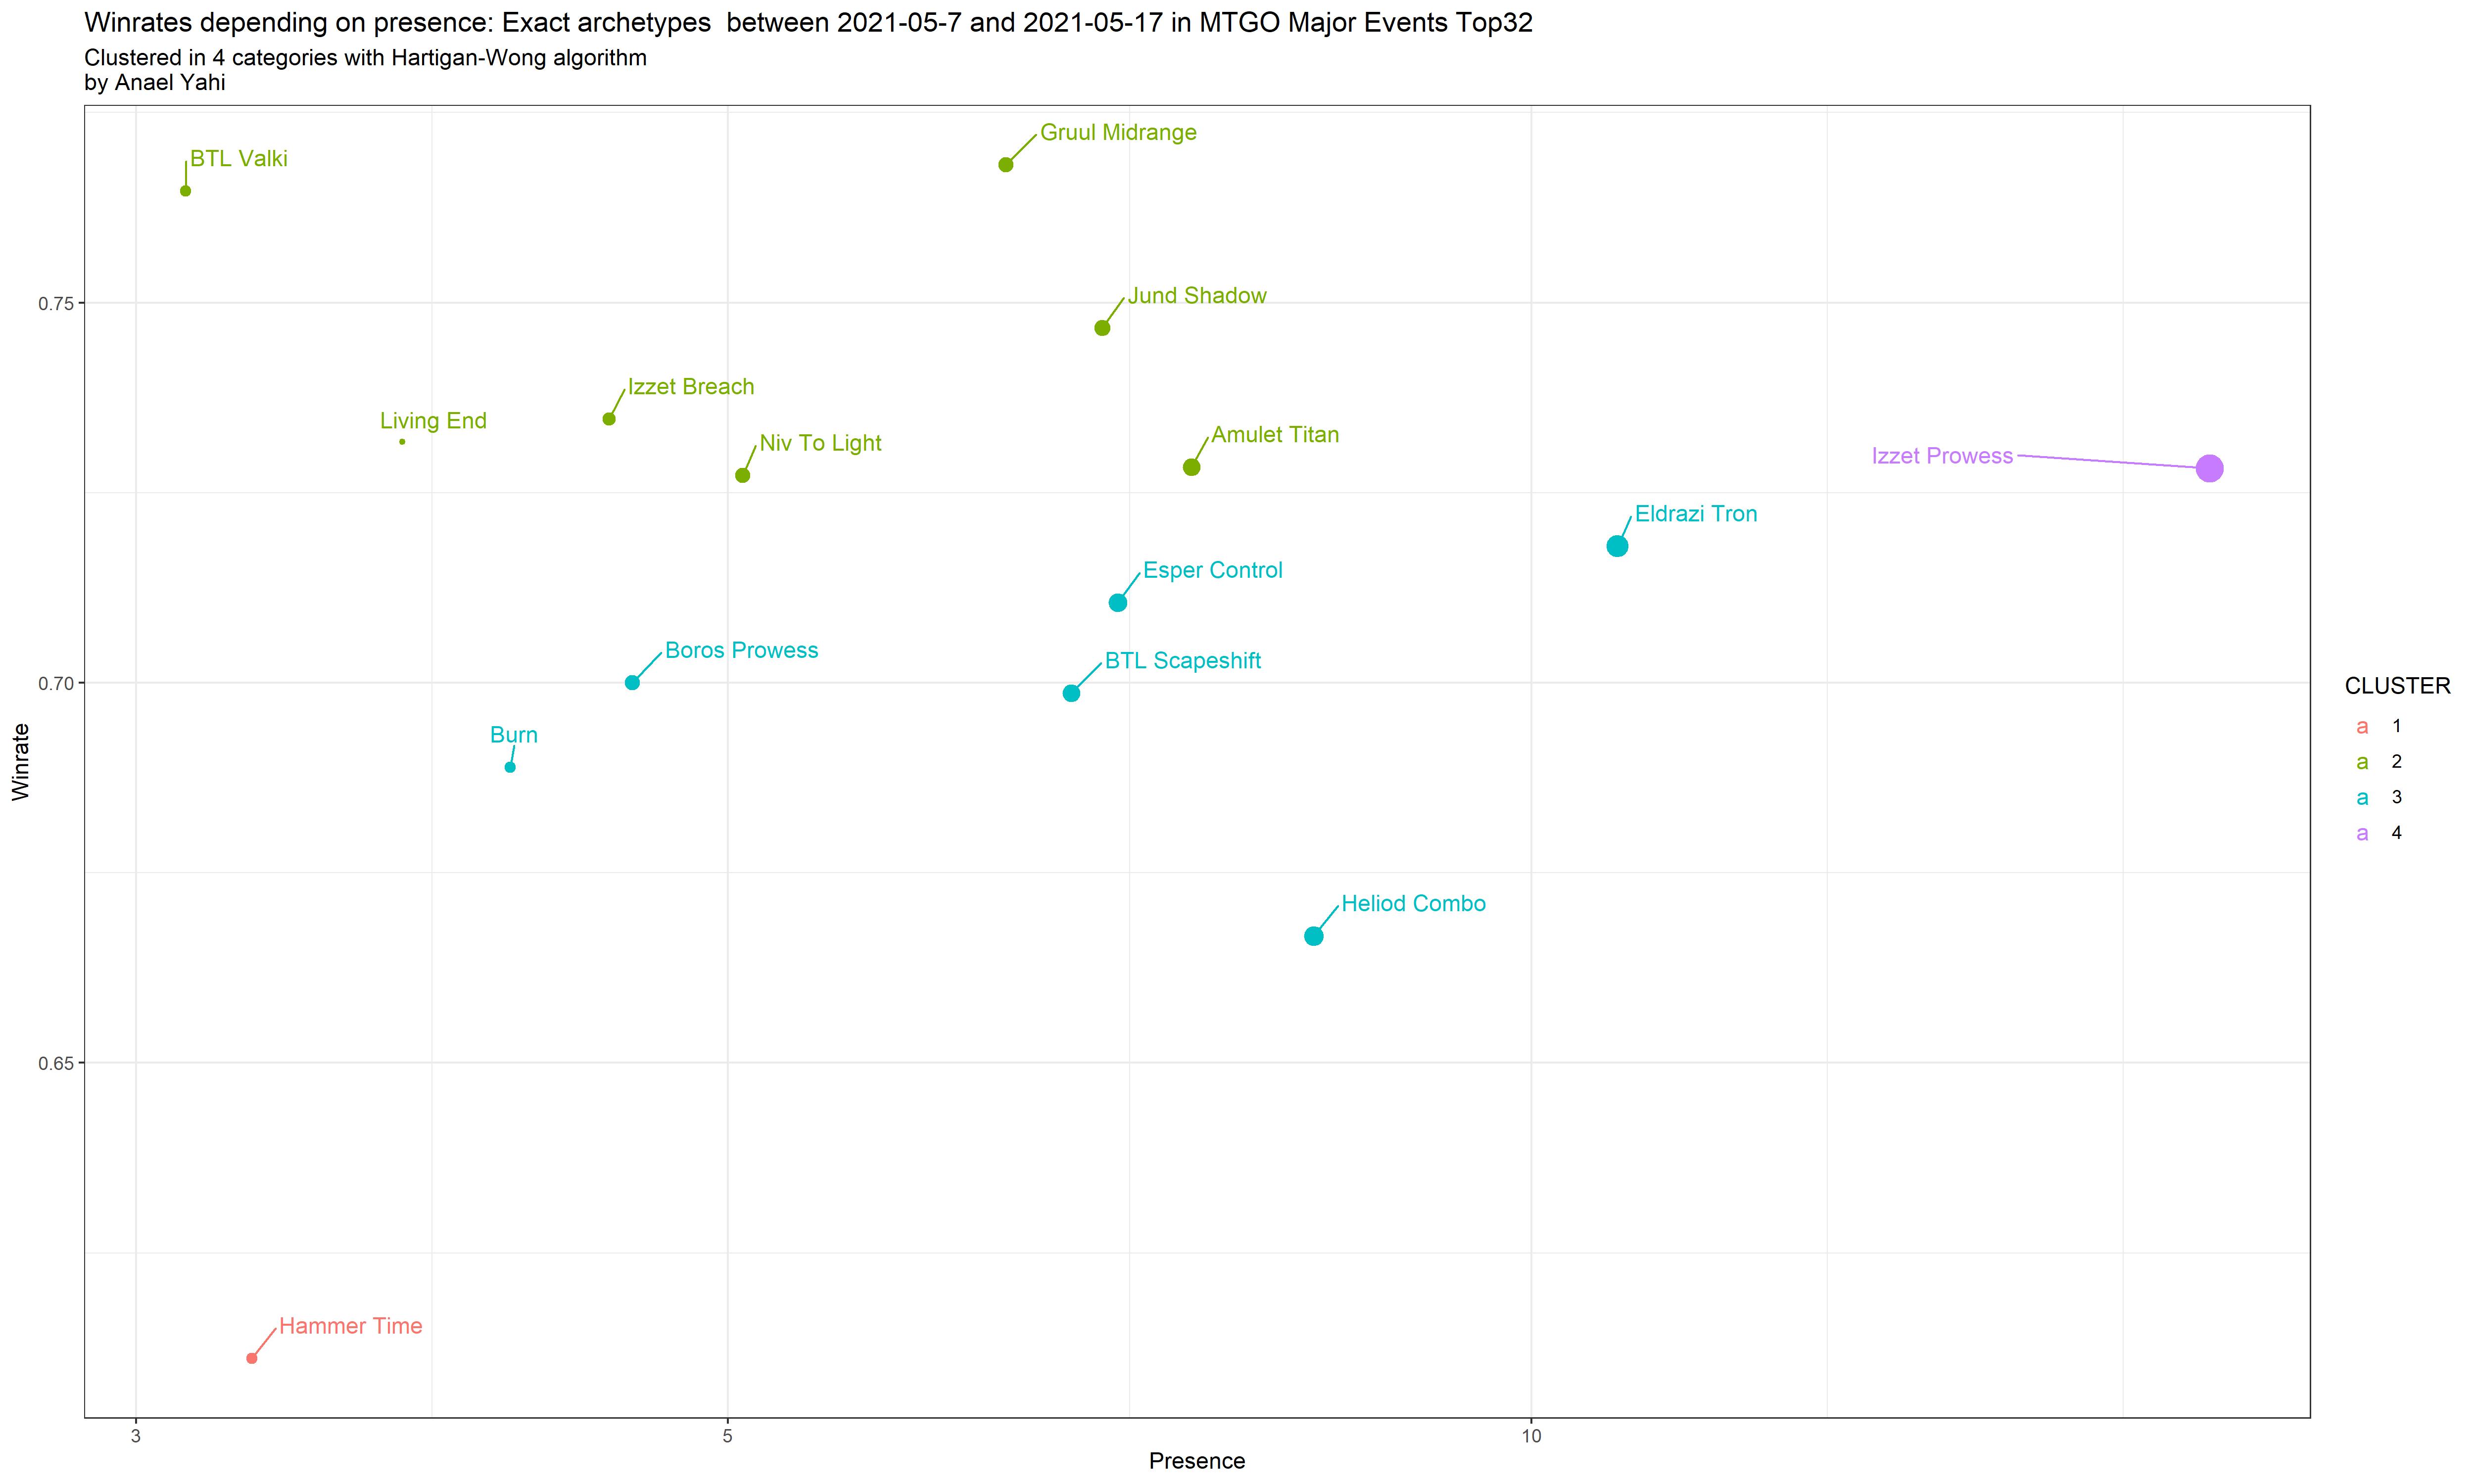 Winrates depending on presence: Exact archetypes  between 2021-05-7 and 2021-05-17 in MTGO Major Events Top32
Clustered in 4 categories with Hartigan-Wong algorithm
by Anael Yahi
Gruul Midrange
BTL Valki
Jund Shadow
0.75
Izzet Breach
Living End
Niv To Light
Amulet Titan
Izzet Prowess
Eldrazi Tron
Esper Control
Boros Prowess
BTL Scapeshift
0.70
Burn
Winrate
Heliod Combo
0.65
Hammer Time
3
5
10
Presence
CLUSTER
a 1
a 2
a 3
a 4